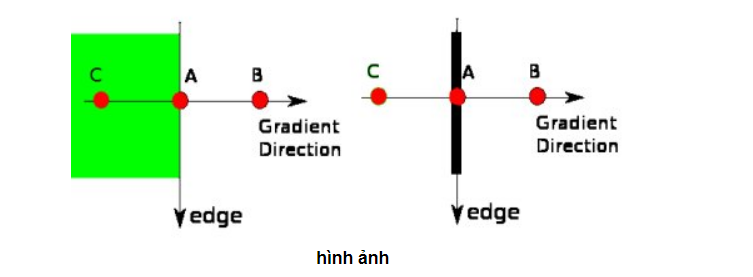 C
A
B
Gradient
Direction
edge
C
A
B
Gradient
Direction
edge
hình ảnh